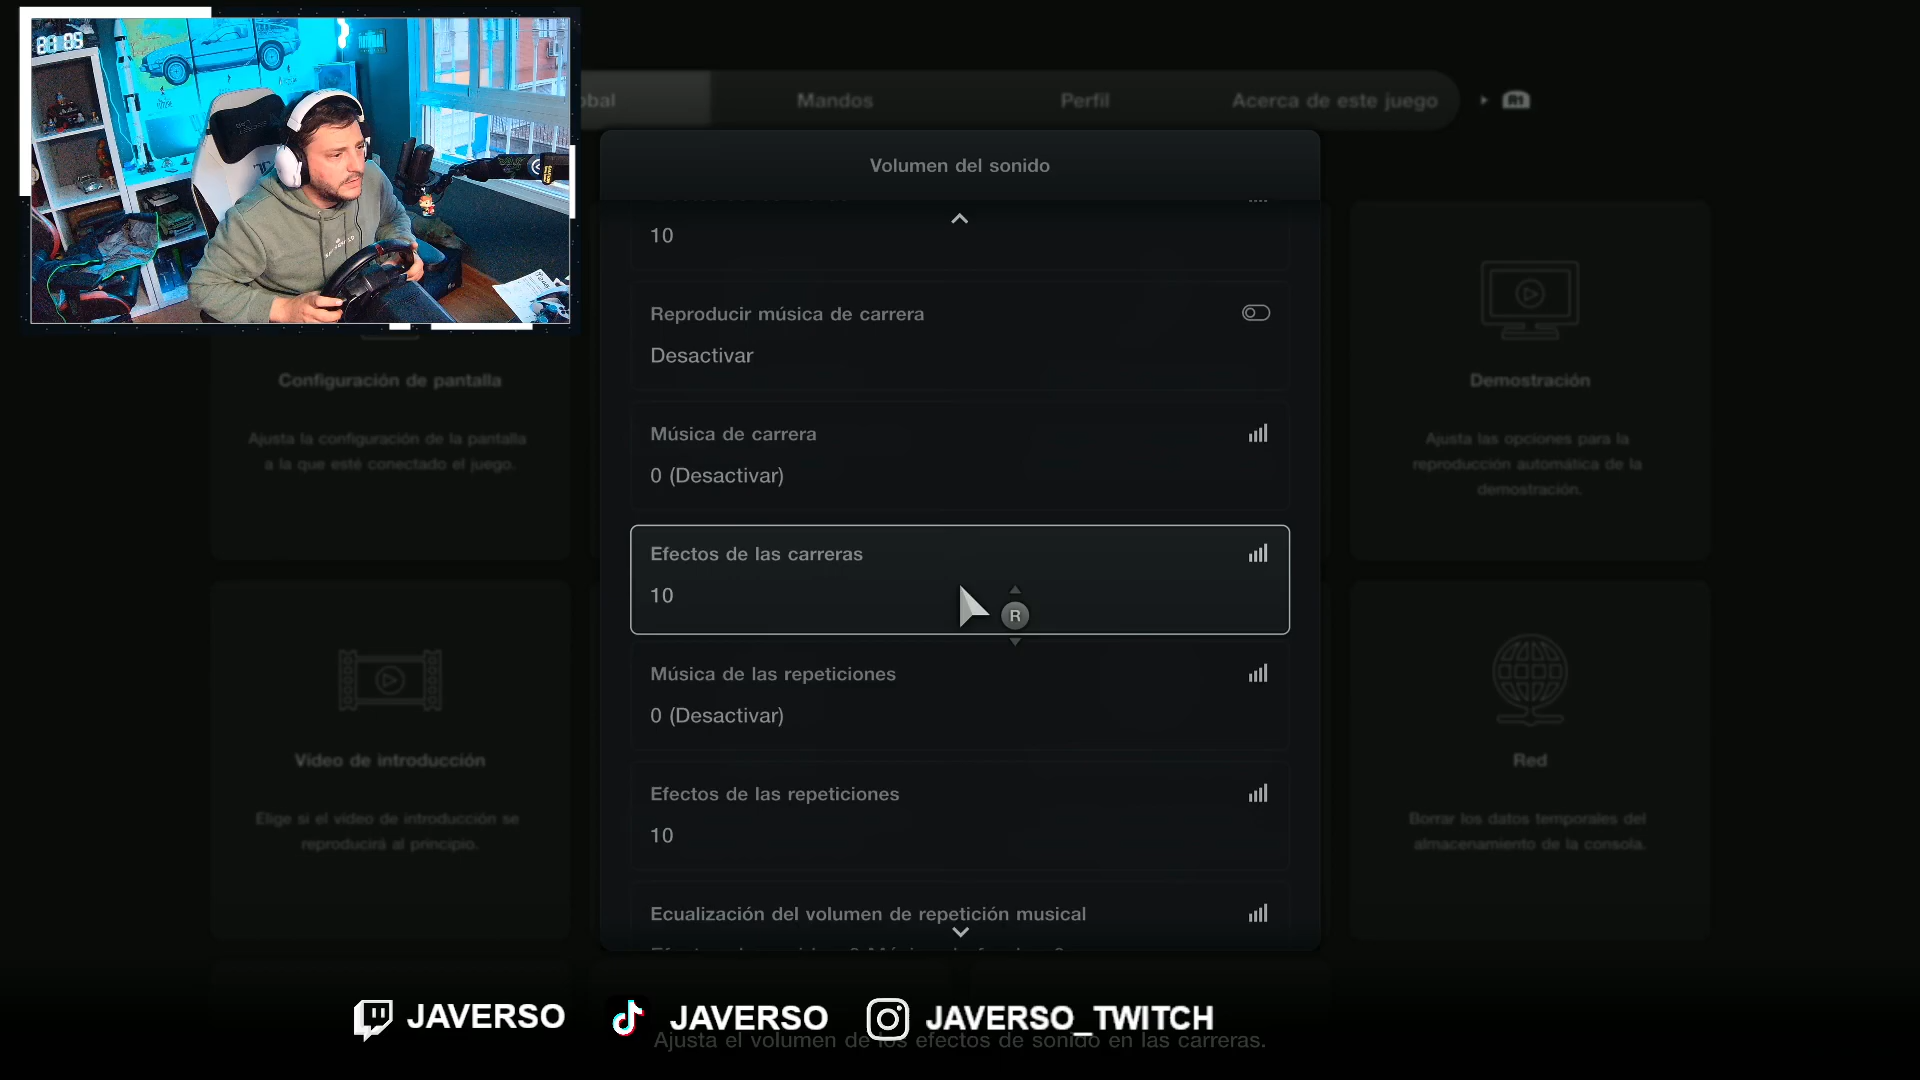 Mandos
Perfil
Acerca de este juego
R1
Volumen del sonido
10
Reproducir música de carrera
Desactivar
Música de carrera
0 (Desactivar)
Efectos de las carreras
10
R
Música de las repeticiones
0 (Desactivar)
Efectos de las repeticiones
10
Ecualización del volumen de repetición musical
Configuración de pantalla
Ajusta la configuración de la pantalla
a la que esté conectado el juego.
Demostración
Ajusta las opciones para la
reproducción automática de la
demostración.
Vídeo de introducción
Elige si el vídeo de introducción se
reproducirá al principio.
Red
Borrar los datos temporales del
almacenamiento de la consola.
JAVERSO
JAVERSO
JAVERSO_TWITCH
Ajusta el volumen de los efectos de sonido en las carreras.